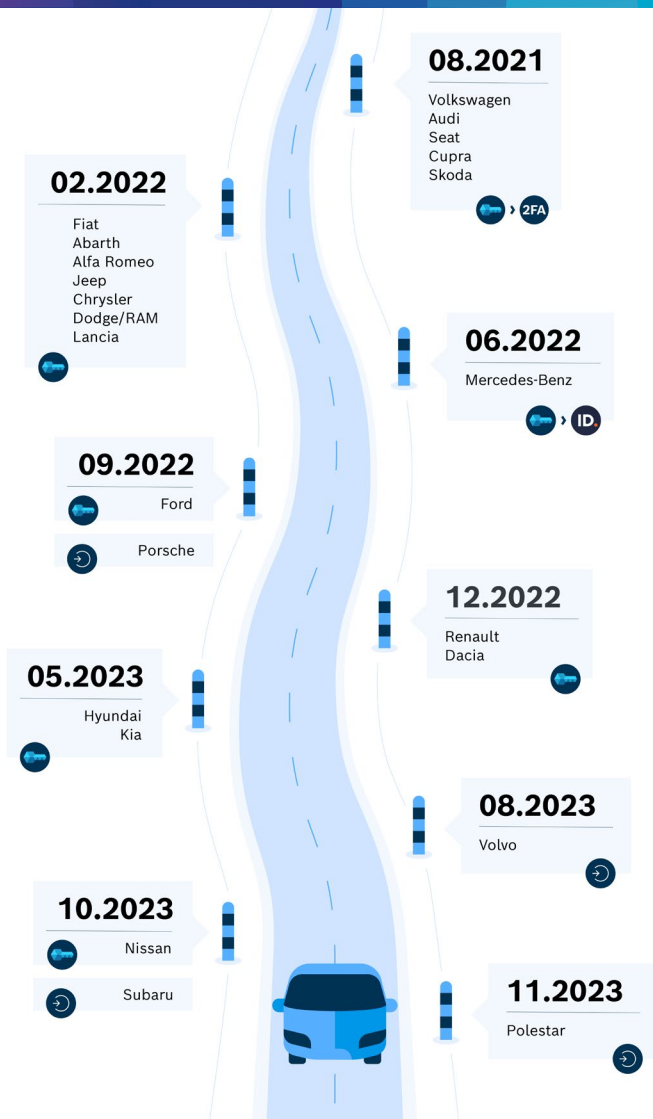 08.2021
Volkswagen
Audi
Seat
Cupra
Skoda
2FA
02.2022
Fiat
Abarth
Alfa Romeo
Jeep
Chrysler
Dodge/RAM
Lancia
06.2022
Mercedes-Benz
ID.
09.2022
Ford
Porsche
12.2022
Renault
Dacia
05.2023
Hyundai
Kia
08.2023
Volvo
10.2023
Nissan
Subaru
11.2023
Polestar